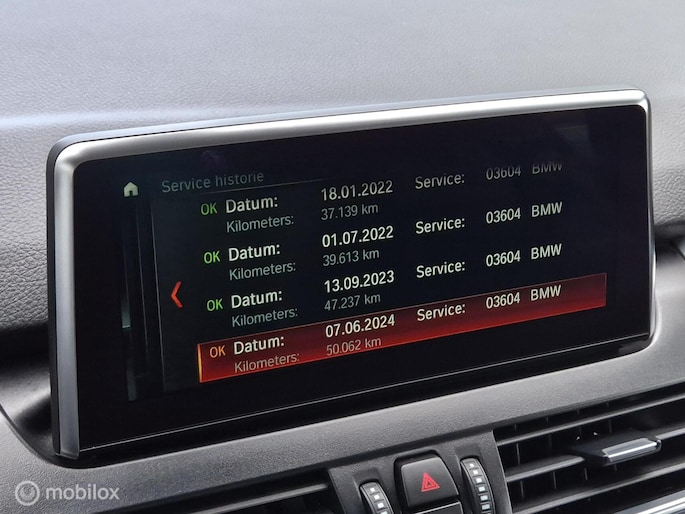 Service historie
OK Datum: 18.01.2022 Service: 03604 BMW
Kilometers: 37.139 km
OK Datum: 01.07.2022 Service: 03604 BMW
Kilometers: 39.613 km
OK Datum: 13.09.2023 Service: 03604 BMW
Kilometers: 47.237 km
OK Datum: 07.06.2024 Service: 03604 BMW
Kilometers: 50.062 km
mobilox